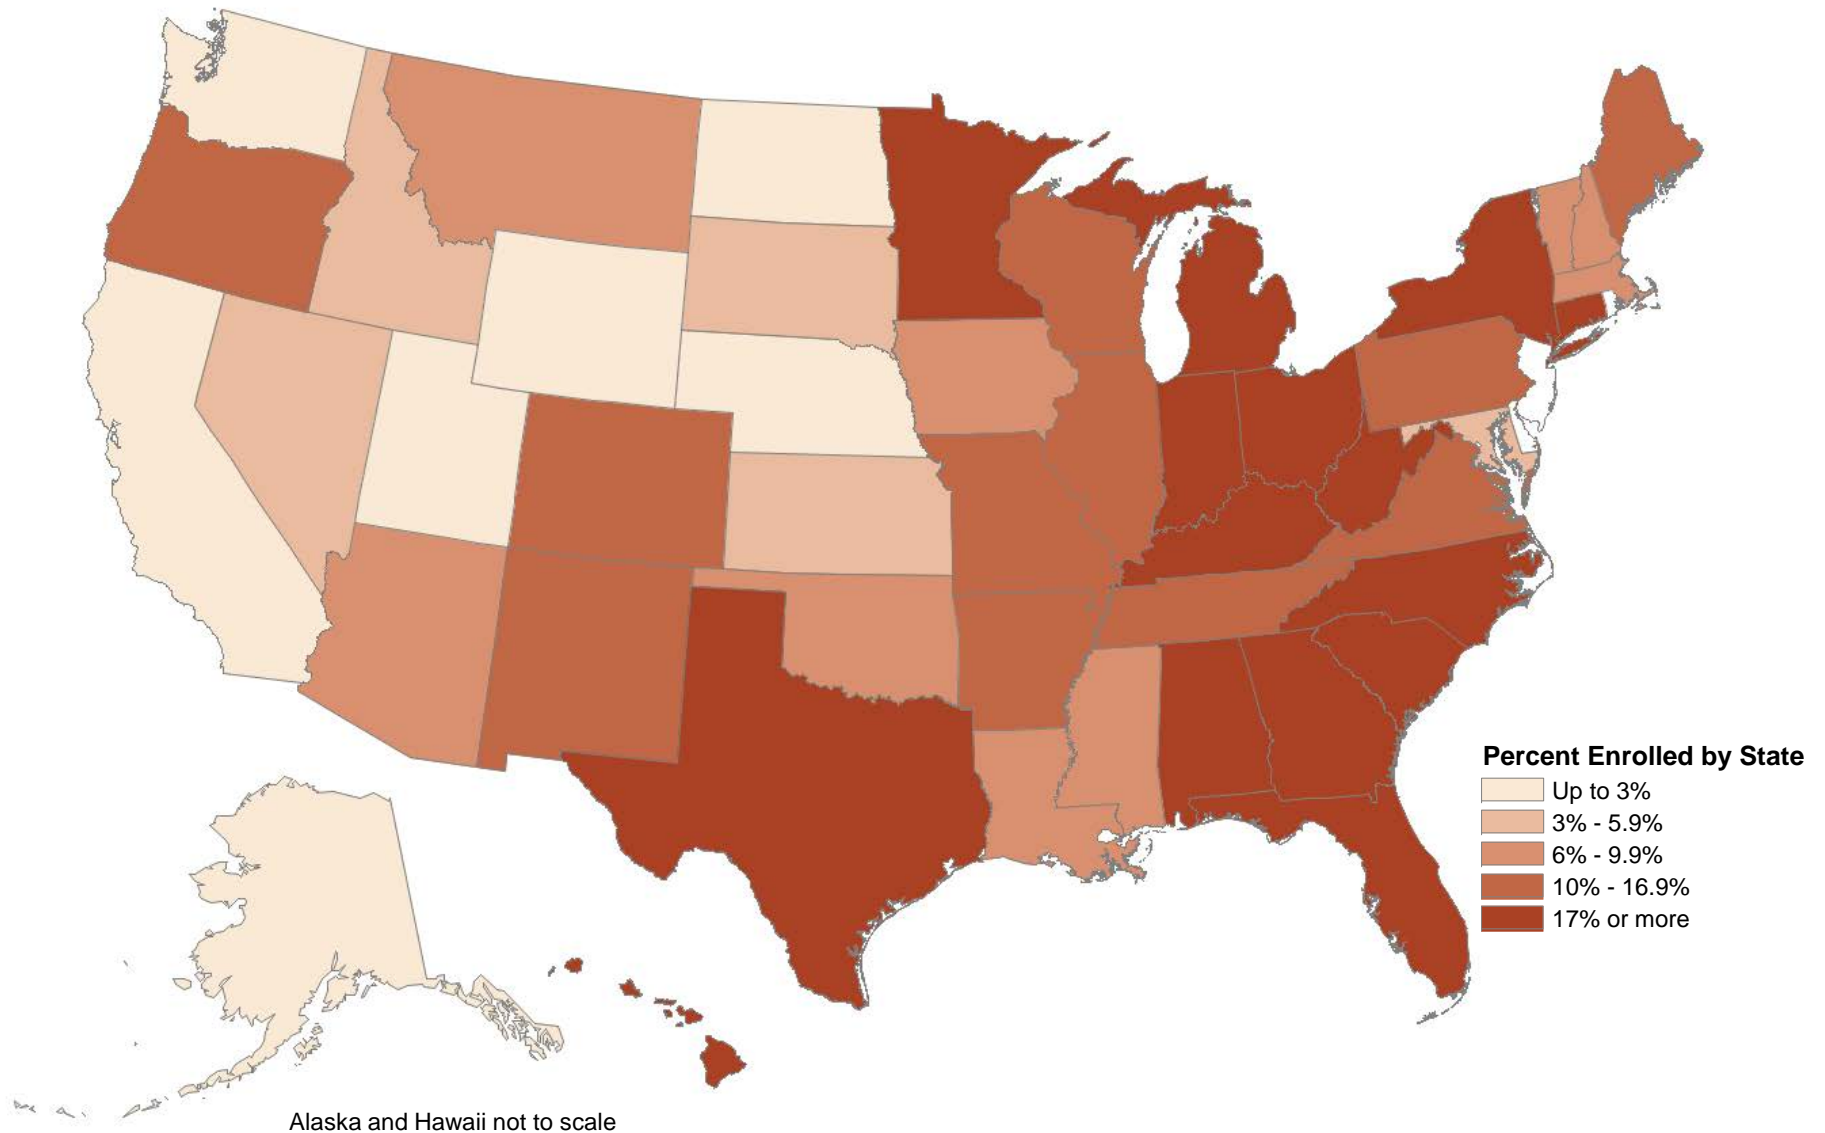 Percent Enrolled by State
Up to 3%
3% - 5.9%
6% - 9.9%
10% - 16.9%
17% or more
Alaska and Hawaii not to scale